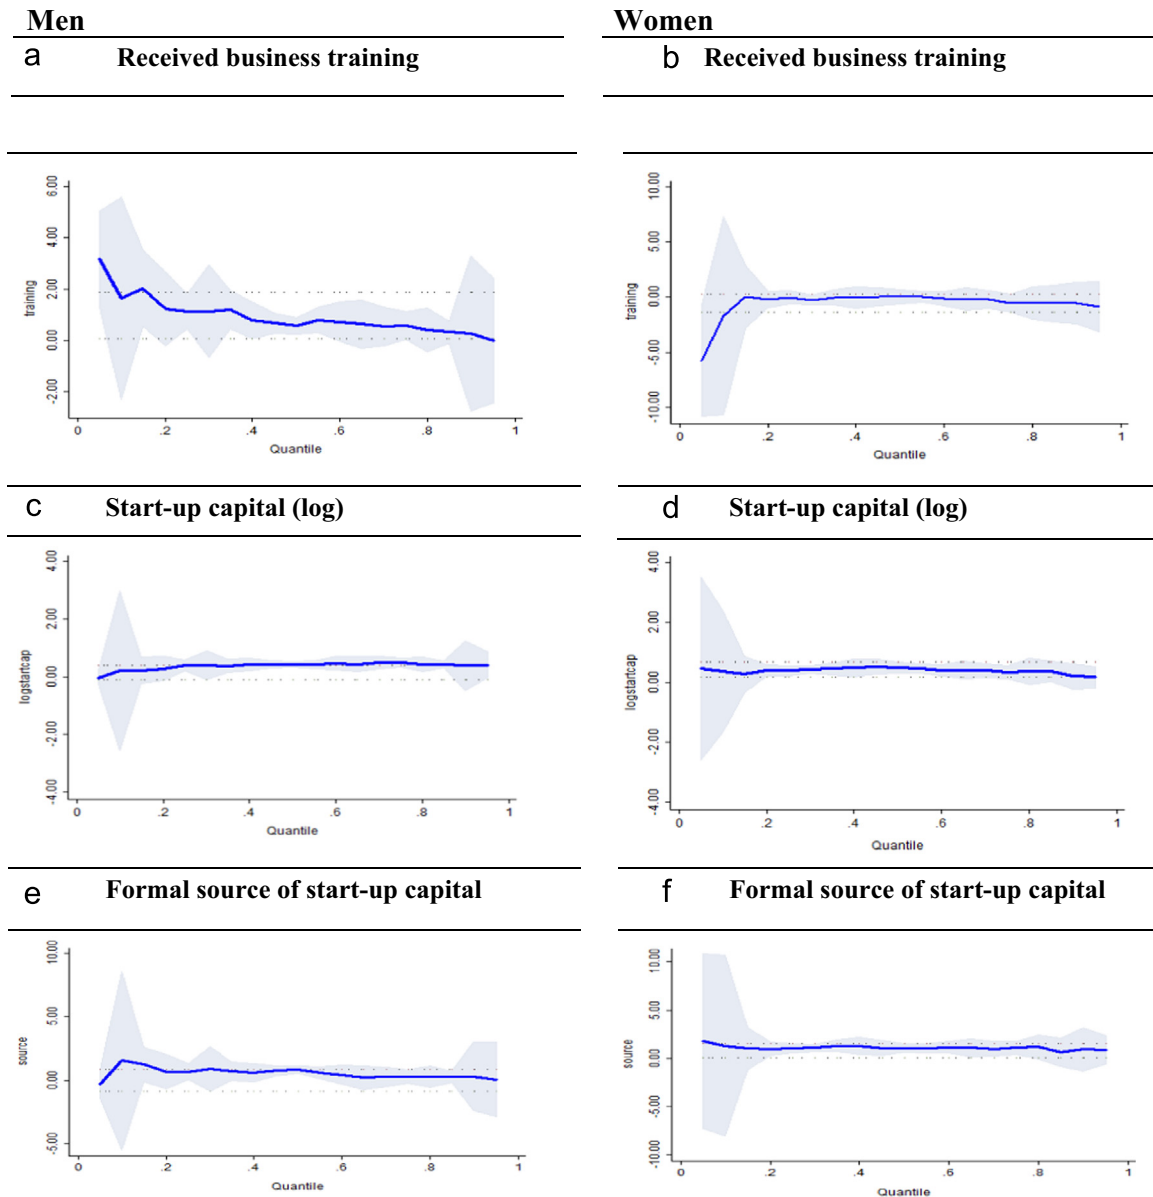 Men
Women
a Received business training
b Received business training
6.00
4.00
2.00
0.00
-2.00
training
0 .2 .4 .6 .8 1
Quantile
10.00
5.00
0.00
-5.00
-10.00
training
0 .2 .4 .6 .8 1
Quantile
c Start-up capital (log)
d Start-up capital (log)
4.00
2.00
0.00
-2.00
-4.00
logstartcap
0 .2 .4 .6 .8 1
Quantile
4.00
2.00
0.00
-2.00
-4.00
logstartcap
0 .2 .4 .6 .8 1
Quantile
e Formal source of start-up capital
f Formal source of start-up capital
10.00
5.00
0.00
-5.00
source
0 .2 .4 .6 .8 1
Quantile
10.00
5.00
0.00
-5.00
-10.00
source
0 .2 .4 .6 .8 1
Quantile